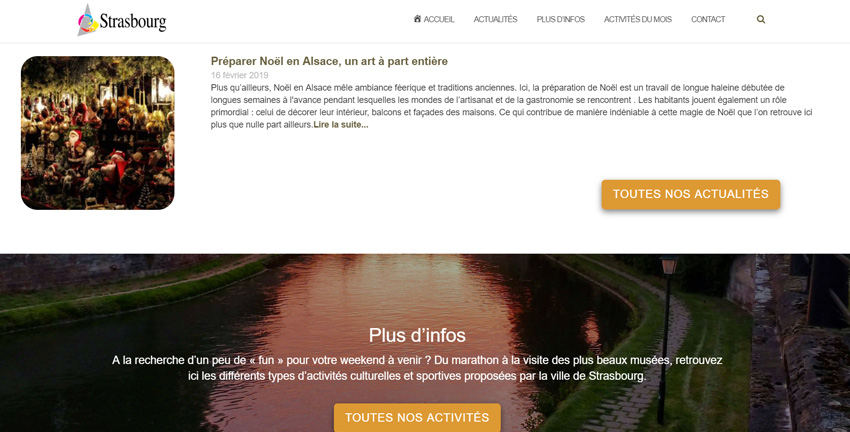 Strasbourg
ACCUEIL ACTUALITÉS PLUS D'INFOS ACTIVITÉS DU MOIS CONTACT
Préparer Noël en Alsace, un art à part entière
16 février 2019
Plus qu'ailleurs, Noël en Alsace mêle ambiance féerique et traditions anciennes. Ici, la préparation de Noël est un travail de longue haleine débutée de
longues semaines à l'avance pendant lesquelles les mondes de l'artisanat et de la gastronomie se rencontrent . Les habitants jouent également un rôle
primordial : celui de décorer leur intérieur, balcons et façades des maisons. Ce qui contribue de manière indéniable à cette magie de Noël que l'on retrouve ici
plus que nulle part ailleurs.Lire la suite...
TOUTES NOS ACTUALITÉS
Plus d'infos
A la recherche d'un peu de « fun » pour votre weekend à venir ? Du marathon à la visite des plus beaux musées, retrouvez
ici les différents types d'activités culturelles et sportives proposées par la ville de Strasbourg.
TOUTES NOS ACTIVITÉS